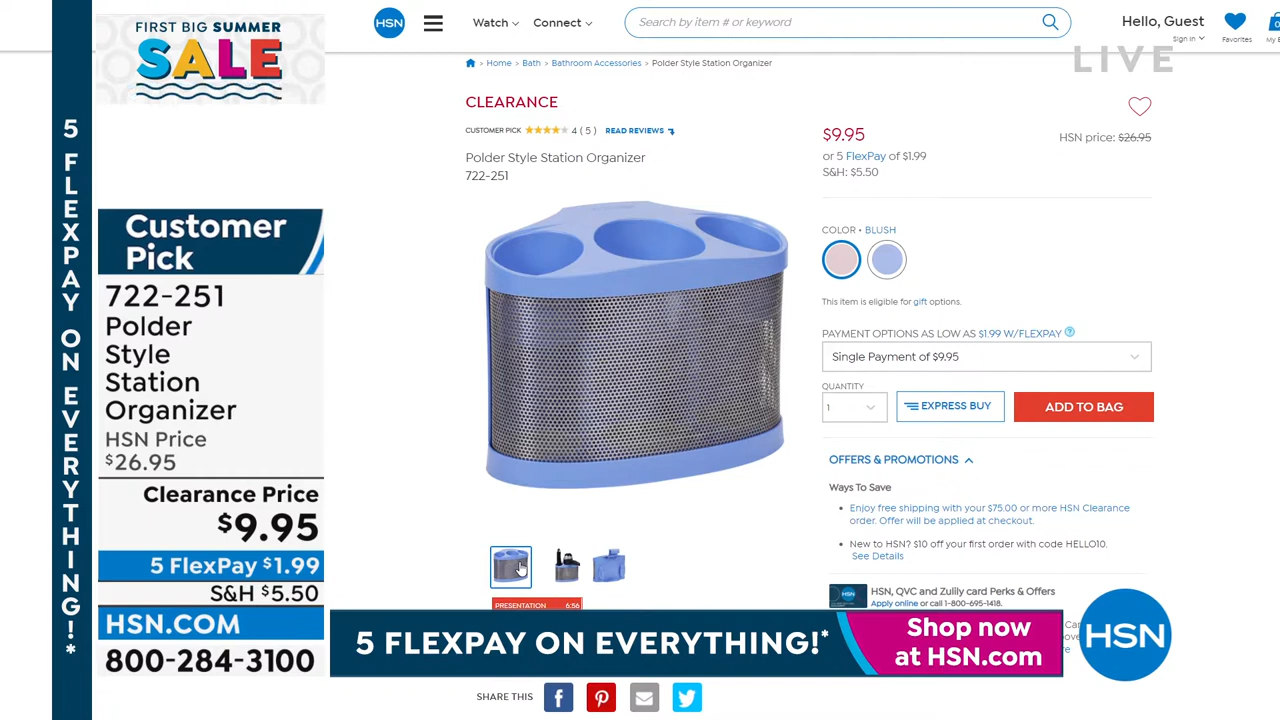 FIRST BIG SUMMER
SALE
5 FLEXPAY ON EVERYTHING!*
Customer
Pick
722-251
Polder
Style
Station
Organizer
HSN Price
$26.95
Clearance Price
$9.95
5 FlexPay $1.99
S&H $5.50
HSN.COM
800-284-3100
HSN
Watch
Connect
Search by item # or keyword
Hello, Guest
Sign In
Favorites
0
LIVE
Home > Bath > Bathroom Accessories > Polder Style Station Organizer
CLEARANCE
CUSTOMER PICK 4 ( 5 ) READ REVIEWS
Polder Style Station Organizer
722-251
$9.95
HSN price: $26.95
or 5 FlexPay of $1.99
S&H: $5.50
COLOR • BLUSH
This item is eligible for gift options.
PAYMENT OPTIONS AS LOW AS $1.99 W/FLEXPAY ?
Single Payment of $9.95
QUANTITY
1
EXPRESS BUY
ADD TO BAG
OFFERS & PROMOTIONS
Ways To Save
• Enjoy free shipping with your $75.00 or more HSN Clearance
order. Offer will be applied at checkout.
• New to HSN? $10 off your first order with code HELLO10.
See Details
HSN, QVC and Zulily card Perks & Offers
Apply online or call 1-800-695-1418.
PRESENTATION 6:56
5 FLEXPAY ON EVERYTHING!*
Shop now
at HSN.com
HSN
SHARE THIS